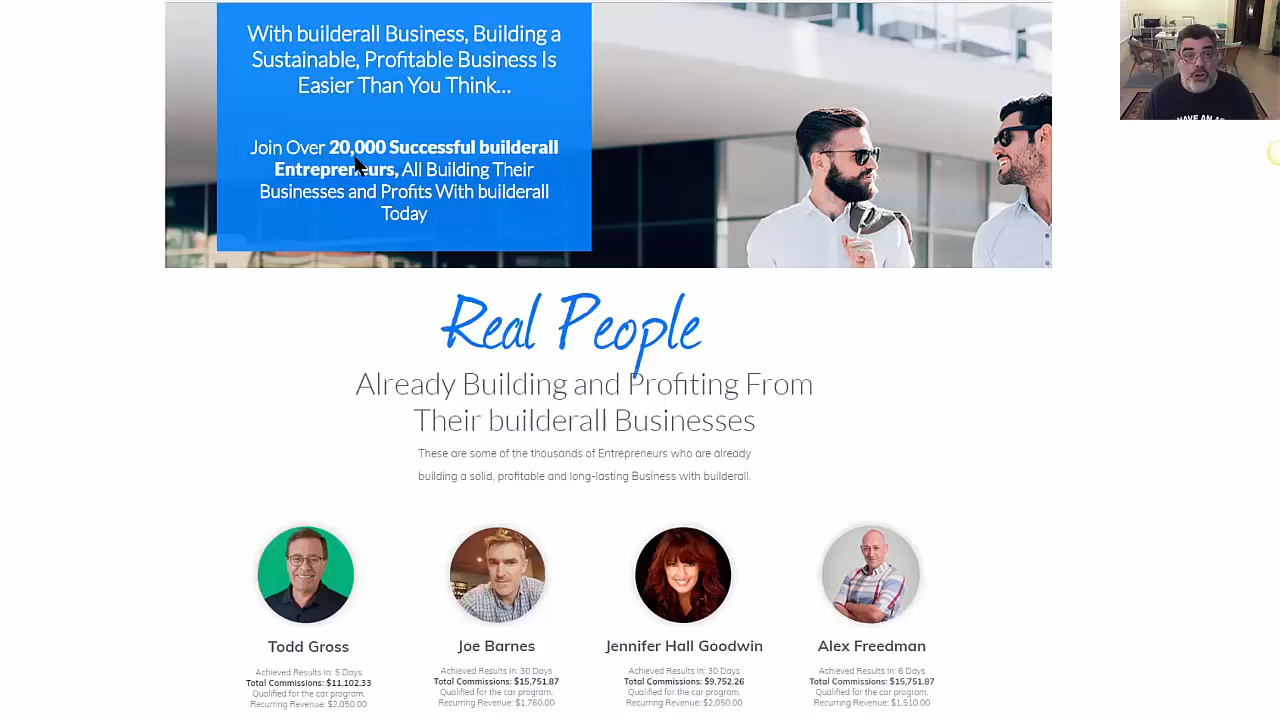 With builderall Business, Building a
Sustainable, Profitable Business Is
Easier Than You Think...
Join Over 20,000 Successful builderall
Entrepreneurs, All Building Their
Businesses and Profits With builderall
Today
Real People
Already Building and Profiting From
Their builderall Businesses
These are some of the thousands of Entrepreneurs who are already
building a solid, profitable and long-lasting Business with builderall.
Todd Gross
Achieved Results In: 5 Days
Total Commissions: $11,102.33
Qualified for the car program.
Recurring Revenue: $2,050.00
Joe Barnes
Achieved Results In: 30 Days
Total Commissions: $15,751.87
Qualified for the car program.
Recurring Revenue: $1,760.00
Jennifer Hall Goodwin
Achieved Results In: 30 Days
Total Commissions: $9,752.26
Qualified for the car program.
Recurring Revenue: $2,050.00
Alex Freedman
Achieved Results In: 6 Days
Total Commissions: $15,751.87
Qualified for the car program.
Recurring Revenue: $1,510.00